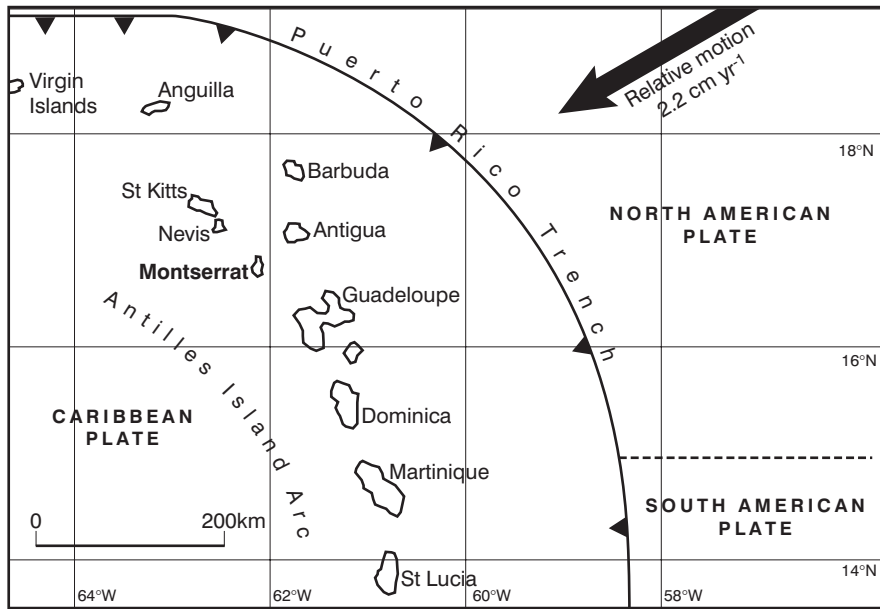 Puerto Rico Trench
Relative motion
2.2 cm yr⁻¹
Virgin
Islands
Anguilla
18°N
Barbuda
St Kitts
NORTH AMERICAN
PLATE
Nevis
Antigua
Montserrat
Guadeloupe
Antilles Island Arc
16°N
CARIBBEAN
PLATE
Dominica
Martinique
SOUTH AMERICAN
PLATE
0
200km
14°N
St Lucia
64°W
62°W
60°W
58°W